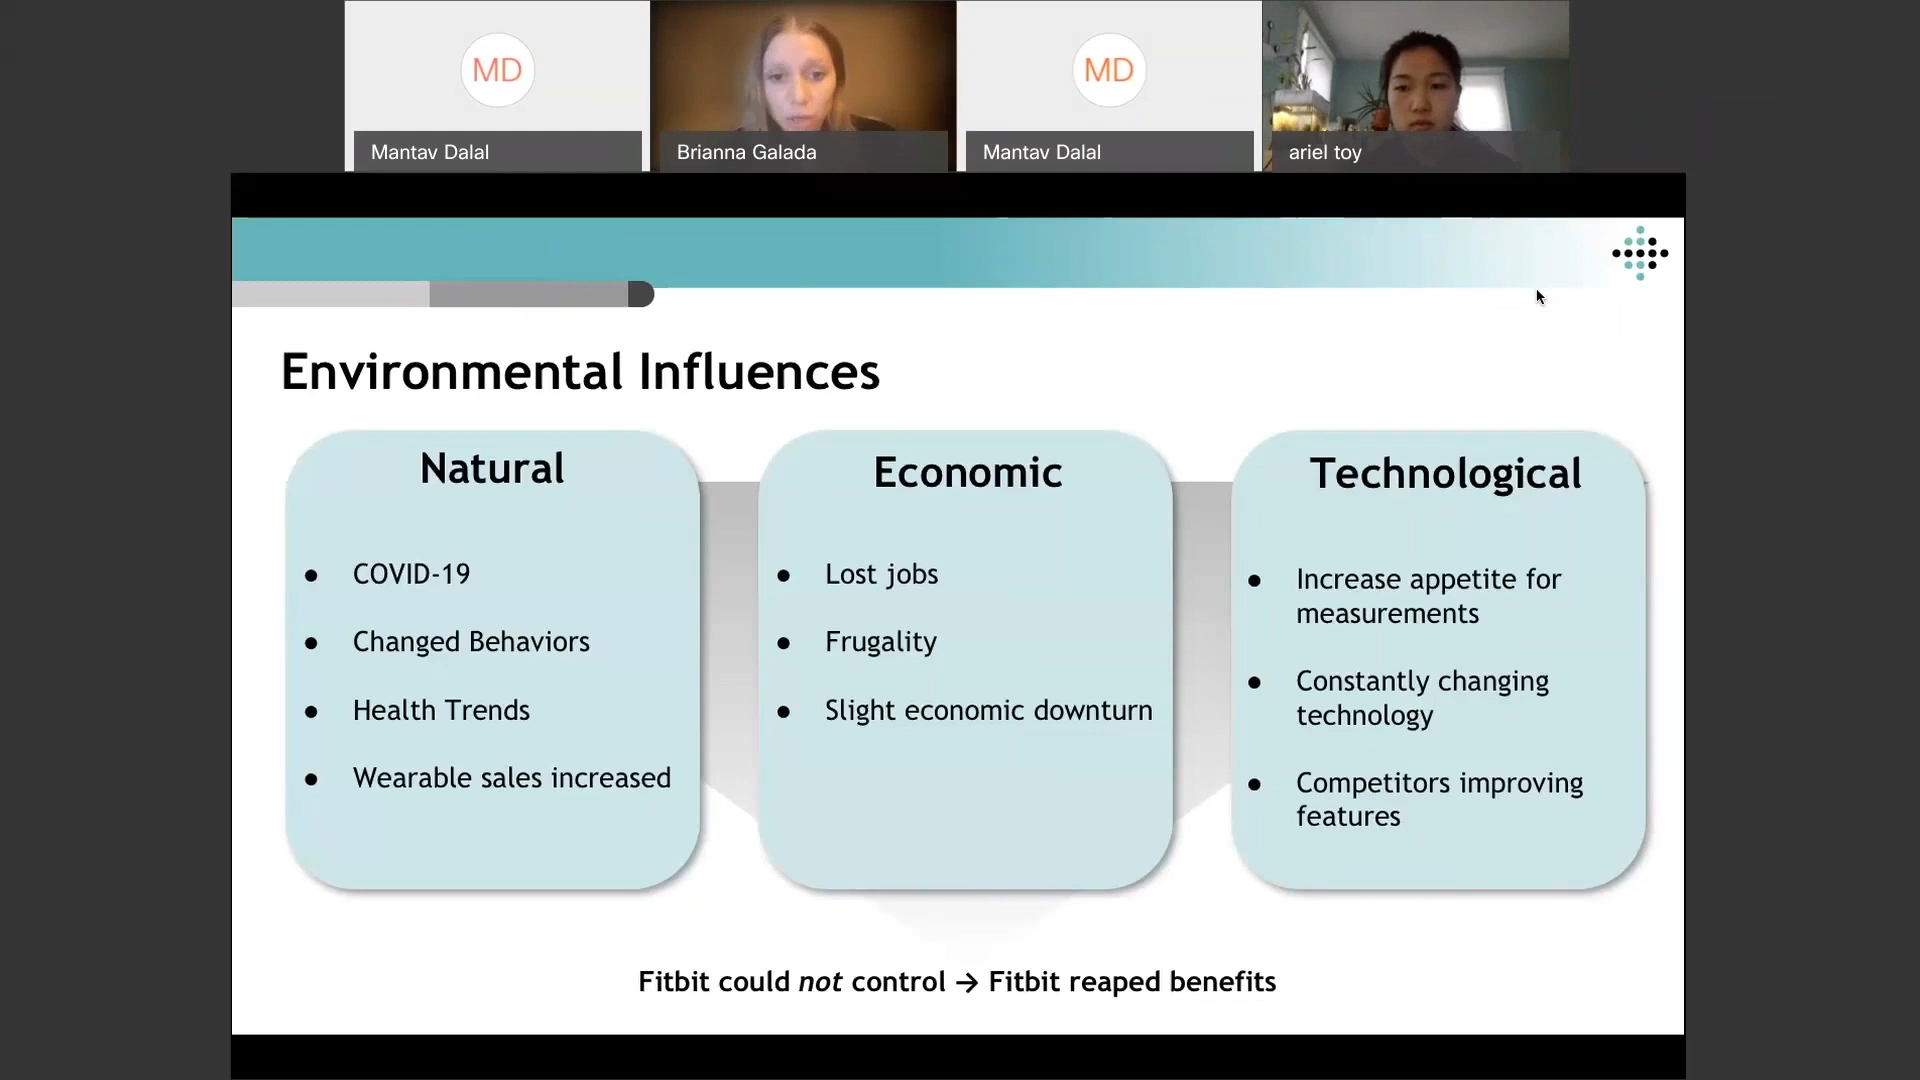 MD
Mantav Dalal
Brianna Galada
MD
Mantav Dalal
ariel toy
Environmental Influences
Natural
● COVID-19
● Changed Behaviors
● Health Trends
● Wearable sales increased
Economic
● Lost jobs
● Frugality
● Slight economic downturn
Technological
● Increase appetite for
measurements
● Constantly changing
technology
● Competitors improving
features
Fitbit could not control → Fitbit reaped benefits